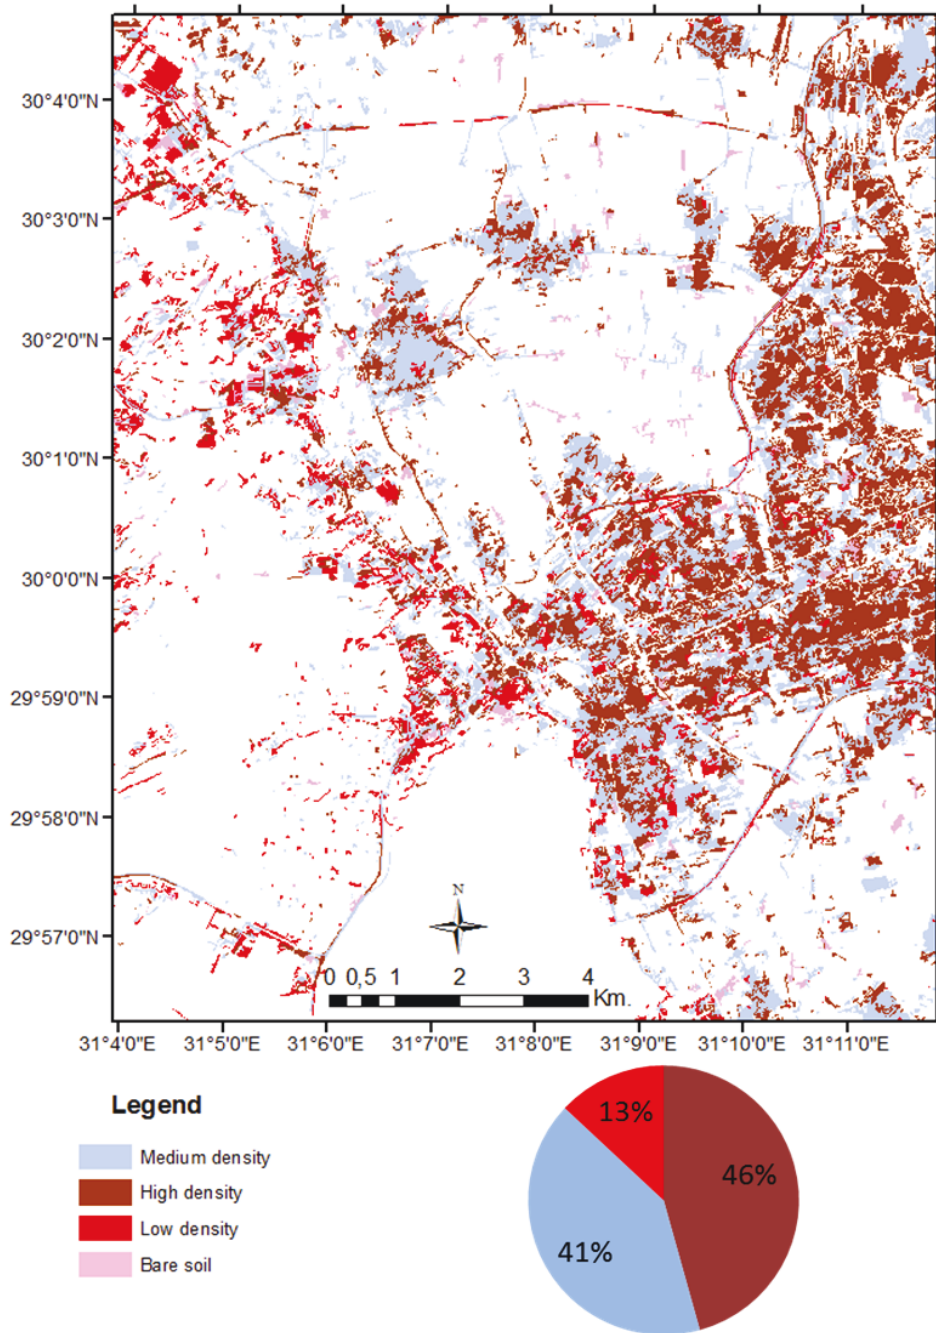 30°4'0"N
30°3'0"N
30°2'0"N
30°1'0"N
30°0'0"N
29°59'0"N
29°58'0"N
29°57'0"N
N
0 0,5 1 2 3 4
Km.
31°4'0"E 31°5'0"E 31°6'0"E 31°7'0"E 31°8'0"E 31°9'0"E 31°10'0"E 31°11'0"E
Legend
Medium density
High density
Low density
Bare soil
13%
46%
41%